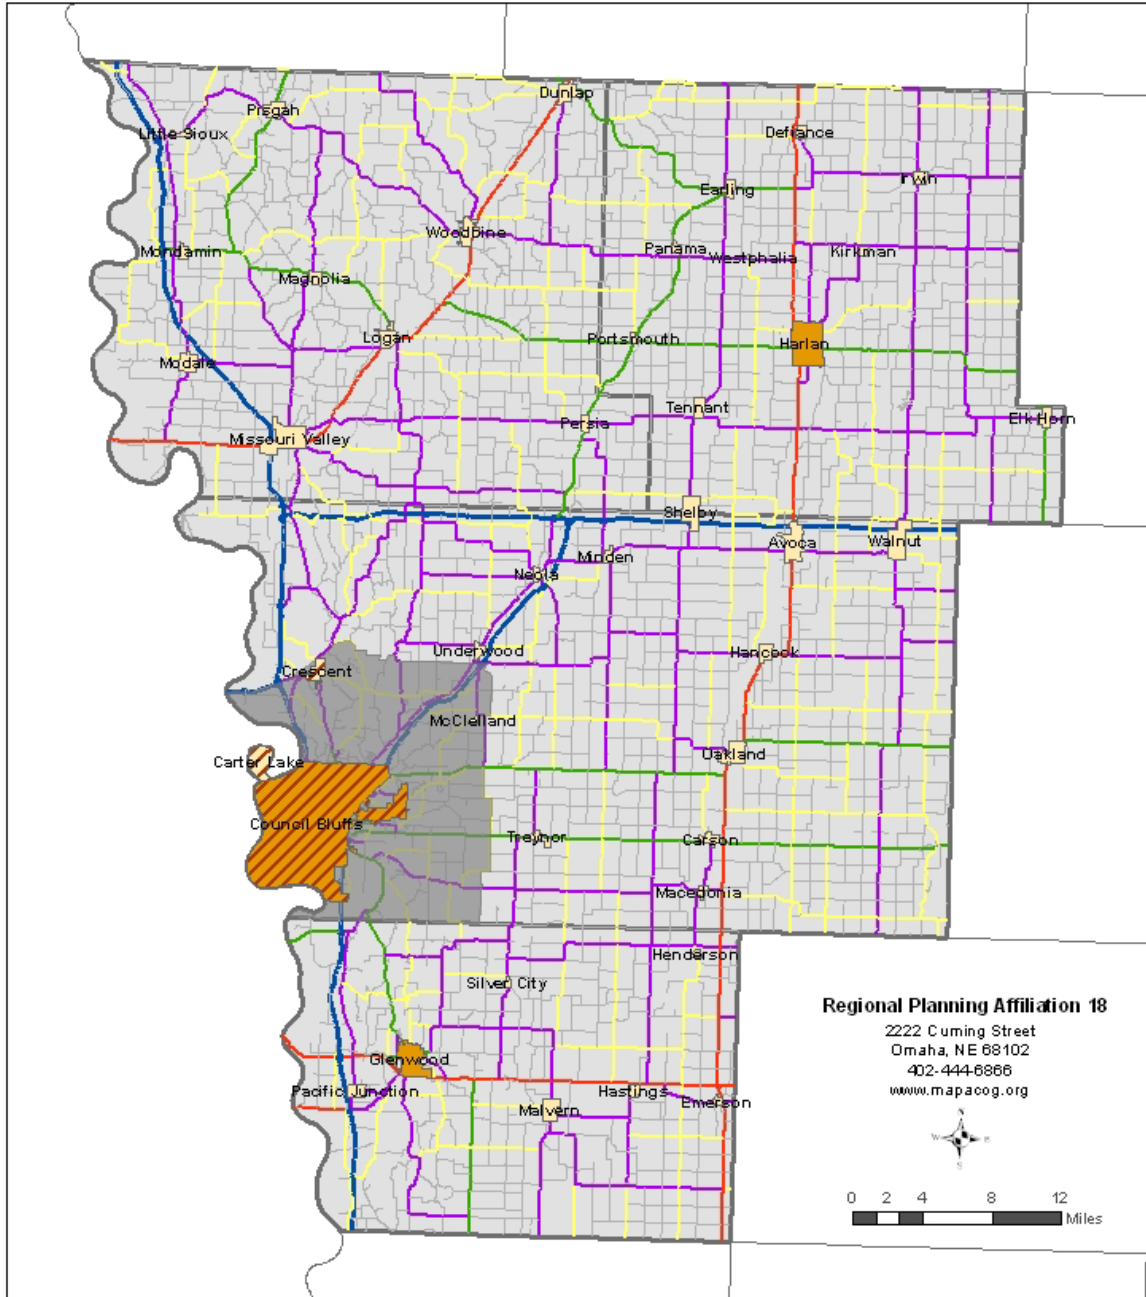 Dunlap
Pisgah
Little Sioux
Defiance
Earling
Irwin
Woodbine
Mondamin
Panama
Westphalia
Kirkman
Magnolia
Logan
Portsmouth
Harlan
Modale
Tennant
Persia
Elk Horn
Missouri Valley
Shelby
Avoca
Walnut
Minden
Neola
Underwood
Hancock
Crescent
McClelland
Oakland
Carter Lake
Council Bluffs
Treynor
Carson
Macedonia
Henderson
Silver City
Glenwood
Pacific Junction
Hastings
Emerson
Malvern
Regional Planning Affiliation 18
2222 Cuming Street
Omaha, NE 68102
402-444-6866
www.mapacog.org
N
W E
S
0 2 4 8 12
Miles